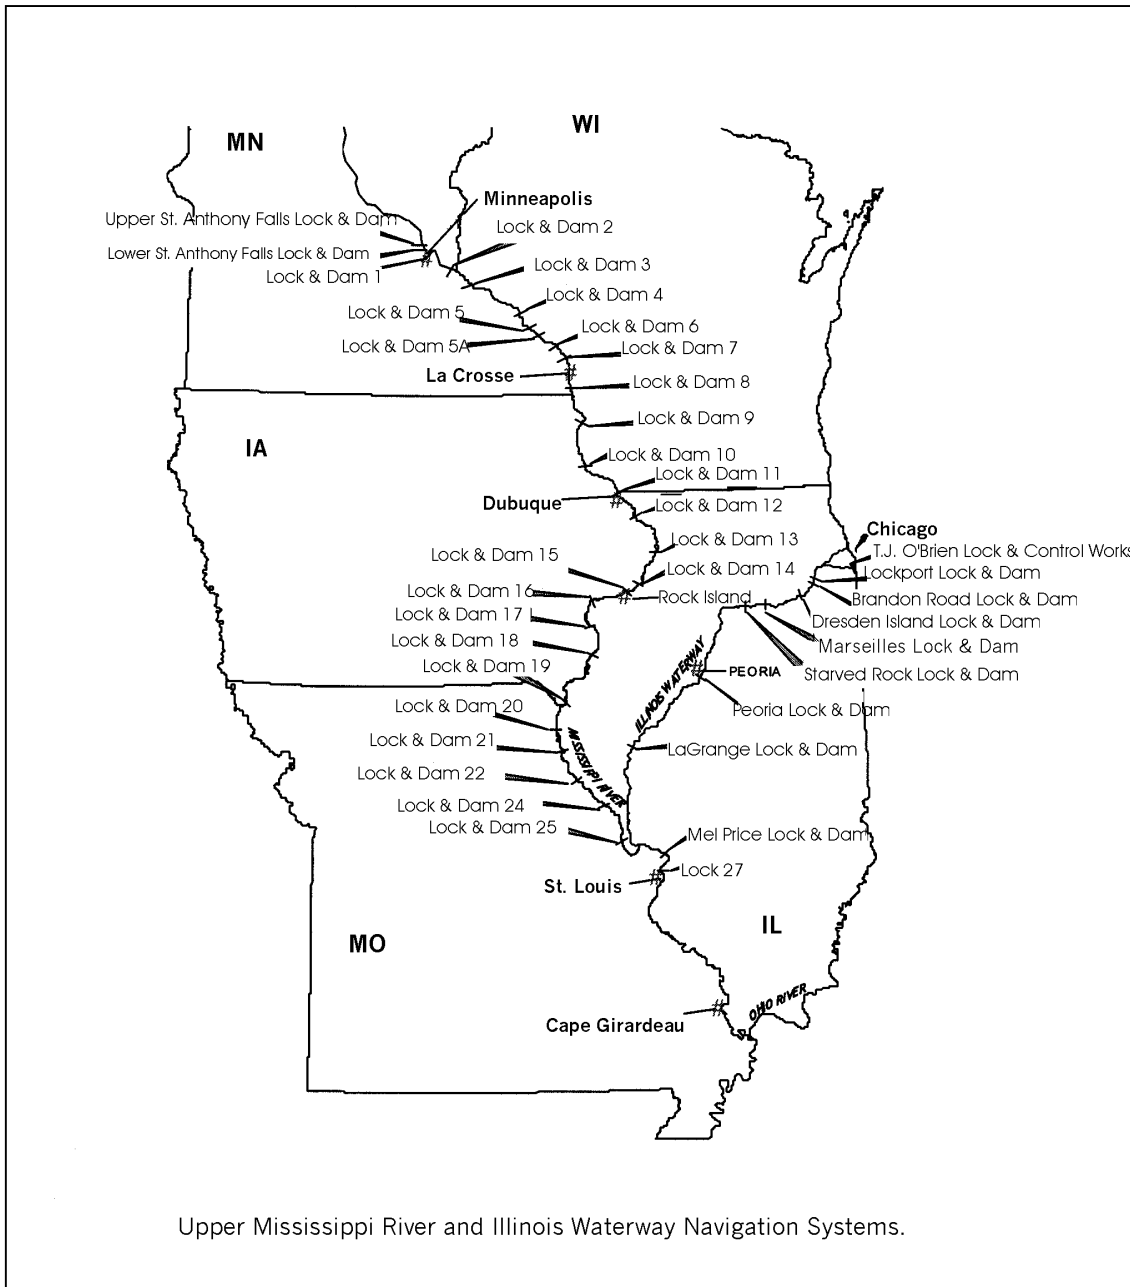 WI
MN
Minneapolis
Upper St. Anthony Falls Lock & Dam
Lock & Dam 2
Lower St. Anthony Falls Lock & Dam
Lock & Dam 3
Lock & Dam 1
Lock & Dam 4
Lock & Dam 5
Lock & Dam 6
Lock & Dam 5A
Lock & Dam 7
La Crosse
Lock & Dam 8
Lock & Dam 9
IA
Lock & Dam 10
Lock & Dam 11
Dubuque
Lock & Dam 12
Chicago
Lock & Dam 13
T.J. O'Brien Lock & Control Works
Lock & Dam 15
Lock & Dam 14
Lockport Lock & Dam
Lock & Dam 16
Rock Island
Brandon Road Lock & Dam
Lock & Dam 17
Dresden Island Lock & Dam
Lock & Dam 18
Marseilles Lock & Dam
Lock & Dam 19
ILLINOIS WATERWAY
PEORIA
Starved Rock Lock & Dam
Lock & Dam 20
Peoria Lock & Dam
Lock & Dam 21
MISSISSIPPI RIVER
LaGrange Lock & Dam
Lock & Dam 22
Lock & Dam 24
Lock & Dam 25
Mel Price Lock & Dam
Lock 27
St. Louis
IL
MO
OHIO RIVER
Cape Girardeau
Upper Mississippi River and Illinois Waterway Navigation Systems.